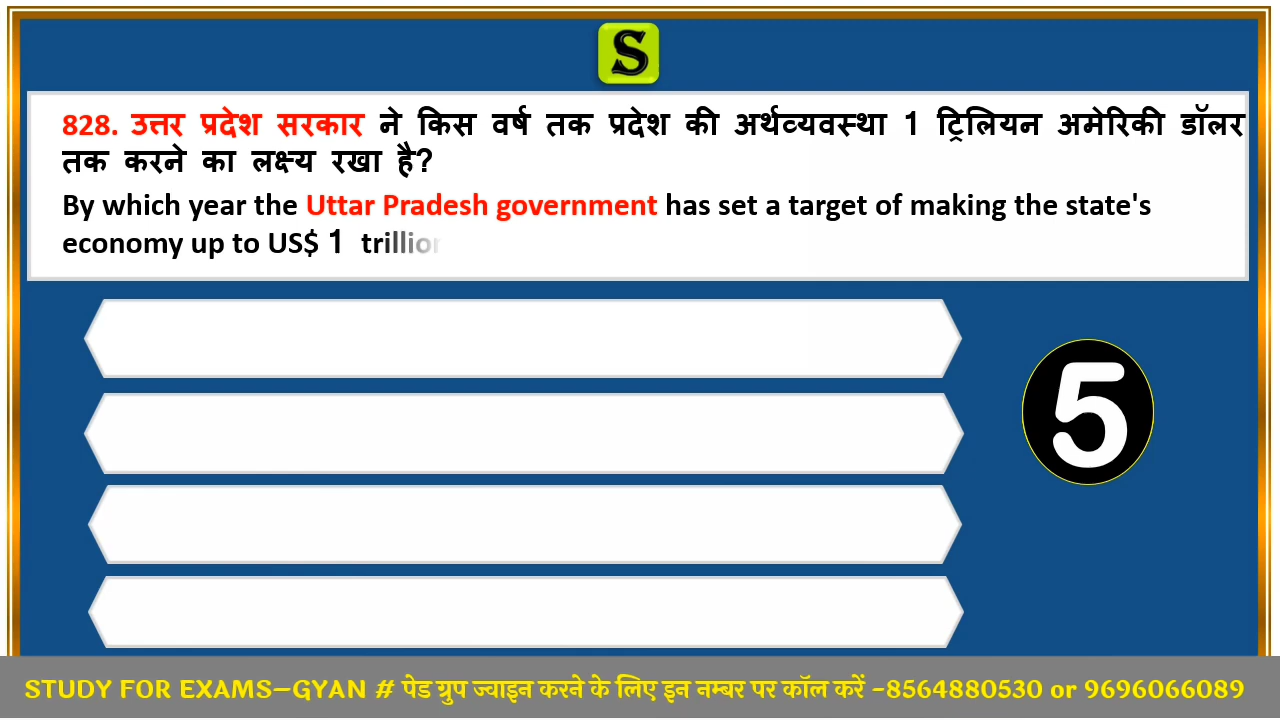 S
828. उत्तर प्रदेश सरकार ने किस वर्ष तक प्रदेश की अर्थव्यवस्था 1 ट्रिलियन अमेरिकी डॉलर
तक करने का लक्ष्य रखा है?
By which year the Uttar Pradesh government has set a target of making the state's
economy up to US$ 1 trillion
5
STUDY FOR EXAMS–GYAN # पेड ग्रुप ज्वाइन करने के लिए इन नम्बर पर कॉल करें -8564880530 or 9696066089